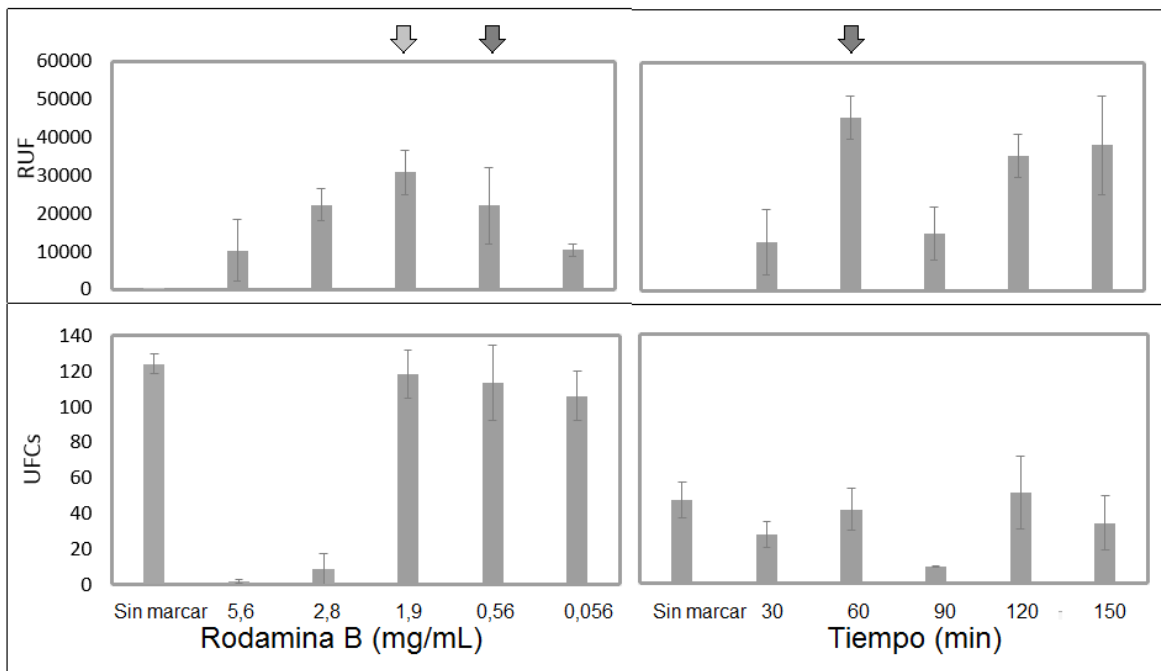 60000
50000
40000
30000
20000
10000
0
RUF
140
120
100
80
60
40
20
0
UFCs
Sin marcar 5,6 2,8 1,9 0,56 0,056
Rodamina B (mg/mL)
Sin marcar 30 60 90 120 - 150
Tiempo (min)